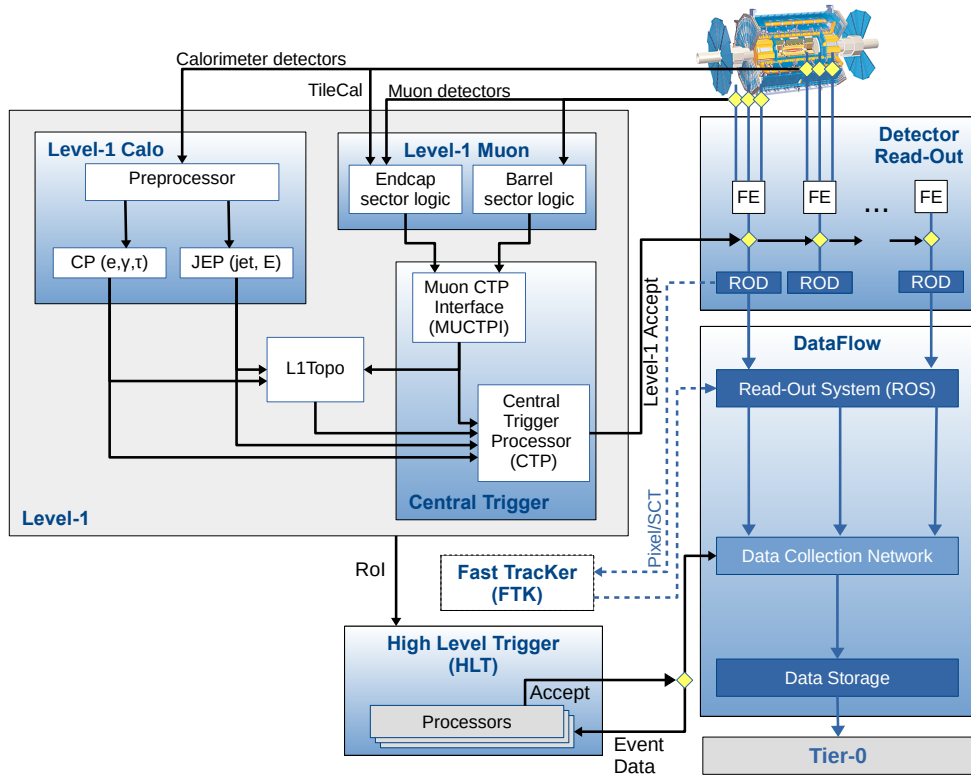 Calorimeter detectors
TileCal
Muon detectors
Level-1 Calo
Preprocessor
CP (e,γ,τ)
JEP (jet, E)
Level-1 Muon
Endcap
sector logic
Barrel
sector logic
Muon CTP
Interface
(MUCTPI)
L1Topo
Central
Trigger
Processor
(CTP)
Central Trigger
Level-1
Detector
Read-Out
FE
FE
...
FE
ROD
ROD
ROD
Level-1 Accept
DataFlow
Read-Out System (ROS)
Pixel/SCT
Data Collection Network
RoI
Fast TracKer
(FTK)
High Level Trigger
(HLT)
Accept
Processors
Event
Data
Data Storage
Tier-0